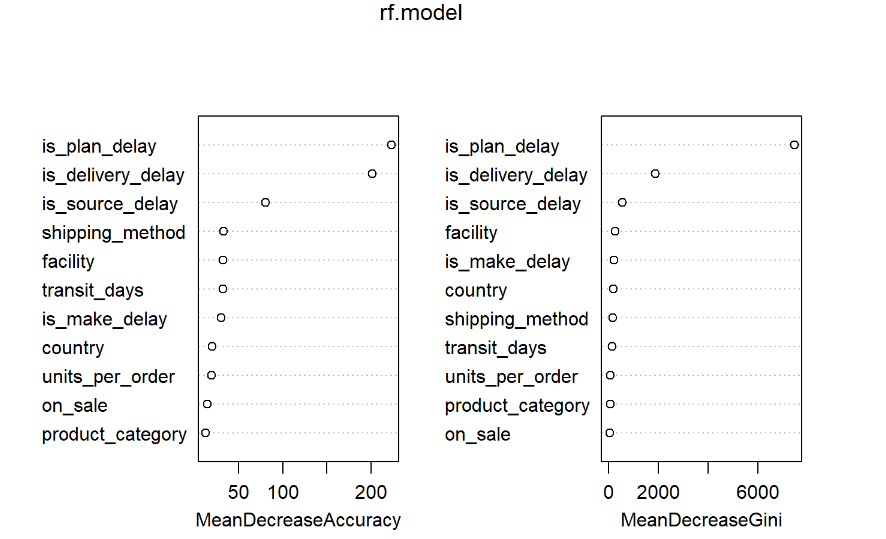 rf.model
is_plan_delay
is_delivery_delay
is_source_delay
shipping_method
facility
transit_days
is_make_delay
country
units_per_order
on_sale
product_category
50 100 200
MeanDecreaseAccuracy
is_plan_delay
is_delivery_delay
is_source_delay
facility
is_make_delay
country
shipping_method
transit_days
units_per_order
product_category
on_sale
0 2000 6000
MeanDecreaseGini